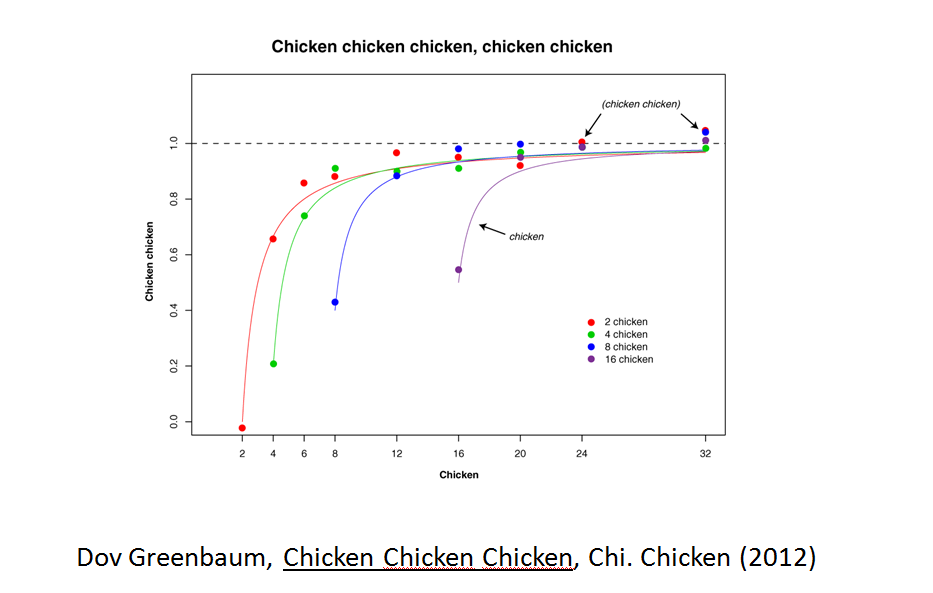 Chicken chicken chicken, chicken chicken
(chicken chicken)
Chicken chicken
1.0
0.8
0.6
0.4
0.2
0.0
chicken
2 chicken
4 chicken
8 chicken
16 chicken
2 4 6 8 12 16 20 24 32
Chicken
Dov Greenbaum, Chicken Chicken Chicken, Chi. Chicken (2012)